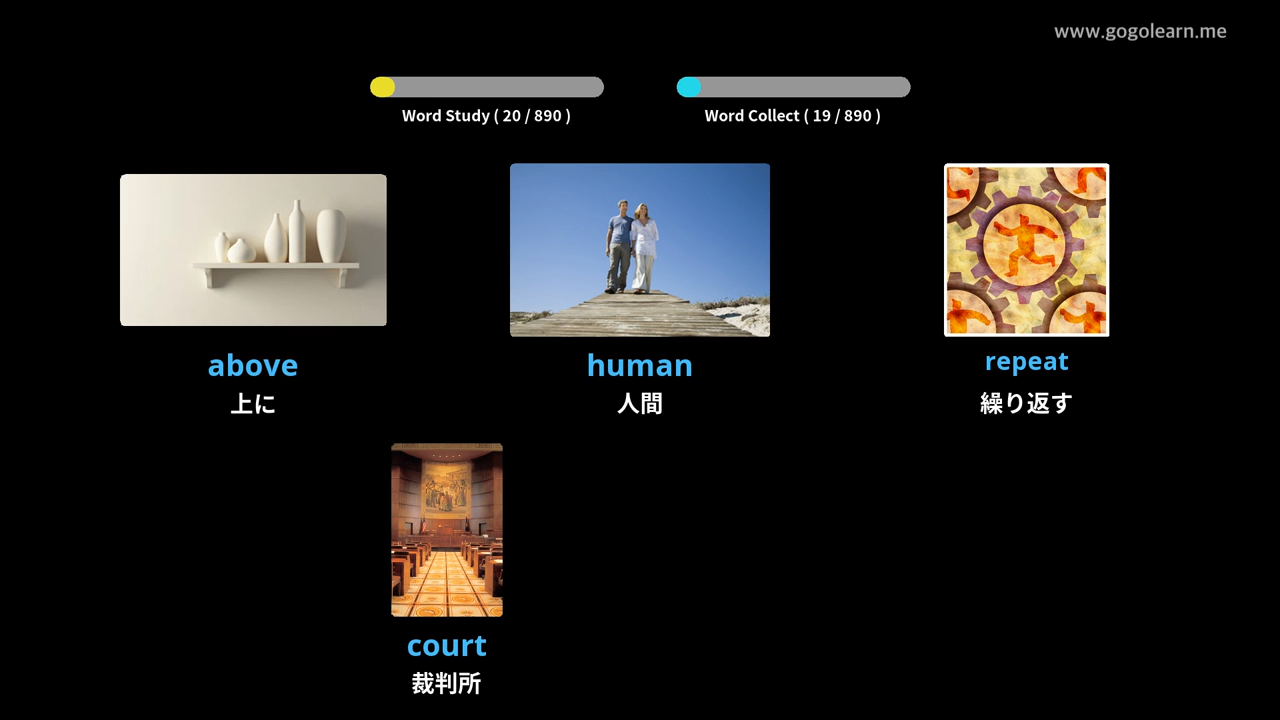 www.gogolearn.me
Word Study ( 20 / 890 )
Word Collect ( 19 / 890 )
above
上に
human
人間
repeat
繰り返す
court
裁判所